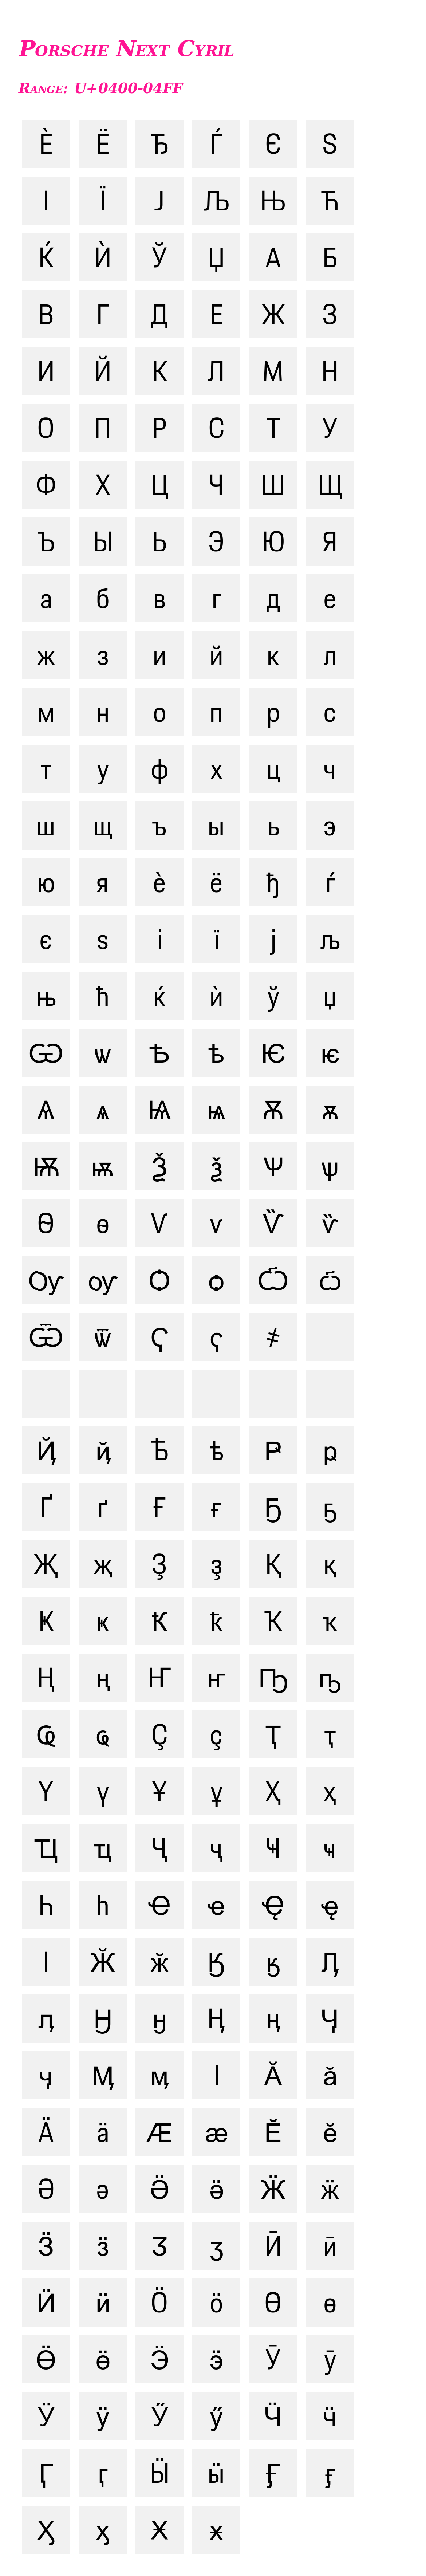 Porsche Next Cyril
Range: U+0400-04FF
Ѐ Ё Ђ Ѓ Є Ѕ
І Ї Ј Љ Њ Ћ
Ќ Ѝ Ў Џ А Б
В Г Д Е Ж З
И Й К Л М Н
О П Р С Т У
Ф Х Ц Ч Ш Щ
Ъ Ы Ь Э Ю Я
а б в г д е
ж з и й к л
м н о п р с
т у ф х ц ч
ш щ ъ ы ь э
ю я ѐ ё ђ ѓ
є ѕ і ї ј љ
њ ћ ќ ѝ ў џ
Ѡ ѡ Ѣ ѣ Ѥ ѥ
Ѧ ѧ Ѩ ѩ Ѫ ѫ
Ѭ ѭ Ѯ ѯ Ѱ ѱ
Ѳ ѳ Ѵ ѵ Ѷ ѷ
Ѹ ѹ Ѻ ѻ Ѽ ѽ
Ѿ ѿ Ҁ ҁ ҂
Ҋ ҋ Ҍ ҍ Ҏ ҏ
Ґ ґ Ғ ғ Ҕ ҕ
Җ җ Ҙ ҙ Қ қ
Ҝ ҝ Ҟ ҟ Ҡ ҡ
Ң ң Ҥ ҥ Ҧ ҧ
Ҩ ҩ Ҫ ҫ Ҭ ҭ
Ү ү Ұ ұ Ҳ ҳ
Ҵ ҵ Ҷ ҷ Ҹ ҹ
Һ һ Ҽ ҽ Ҿ ҿ
Ӏ Ӂ ӂ Ӄ ӄ Ӆ
ӆ Ӈ ӈ Ӊ ӊ Ӌ
ӌ Ӎ ӎ ӏ Ӑ ӑ
Ӓ ӓ Ӕ ӕ Ӗ ӗ
Ә ә Ӛ ӛ Ӝ ӝ
Ӟ ӟ Ӡ ӡ Ӣ ӣ
Ӥ ӥ Ӧ ӧ Ө ө
Ӫ ӫ Ӭ ӭ Ӯ ӯ
Ӱ ӱ Ӳ ӳ Ӵ ӵ
Ӷ ӷ Ӹ ӹ Ӻ ӻ
Ӽ ӽ Ӿ ӿ